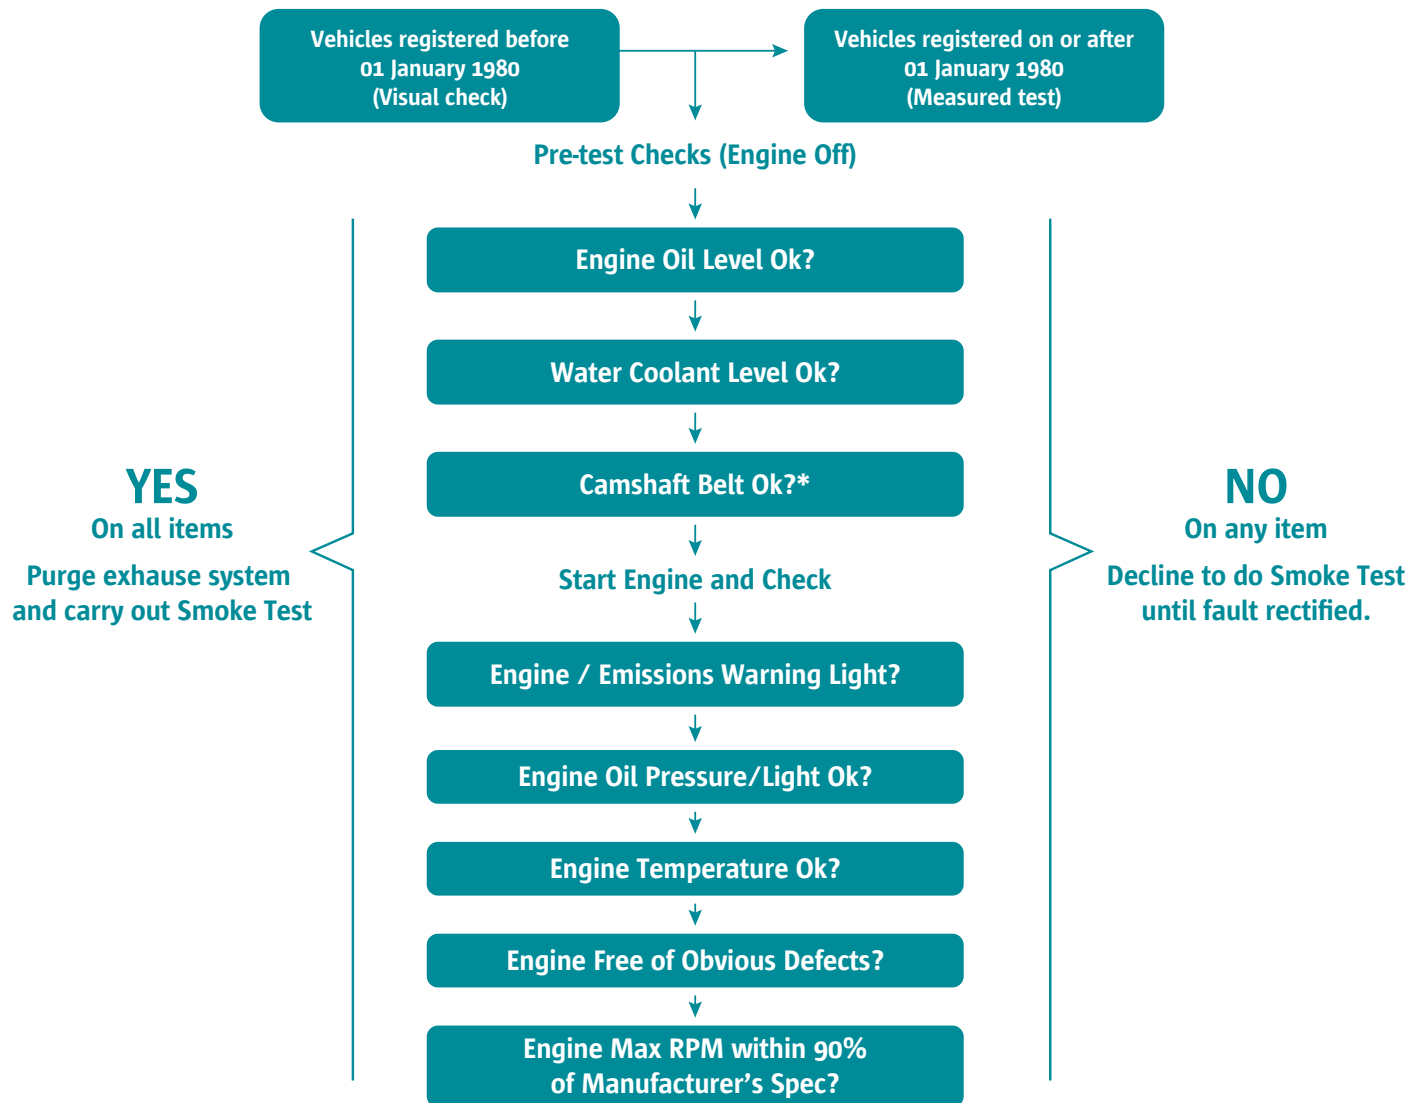 Vehicles registered before
01 January 1980
(Visual check)
Vehicles registered on or after
01 January 1980
(Measured test)
Pre-test Checks (Engine Off)
Engine Oil Level Ok?
Water Coolant Level Ok?
Camshaft Belt Ok?*
YES
On all items
Purge exhause system
and carry out Smoke Test
NO
On any item
Decline to do Smoke Test
until fault rectified.
Start Engine and Check
Engine / Emissions Warning Light?
Engine Oil Pressure/Light Ok?
Engine Temperature Ok?
Engine Free of Obvious Defects?
Engine Max RPM within 90%
of Manufacturer's Spec?